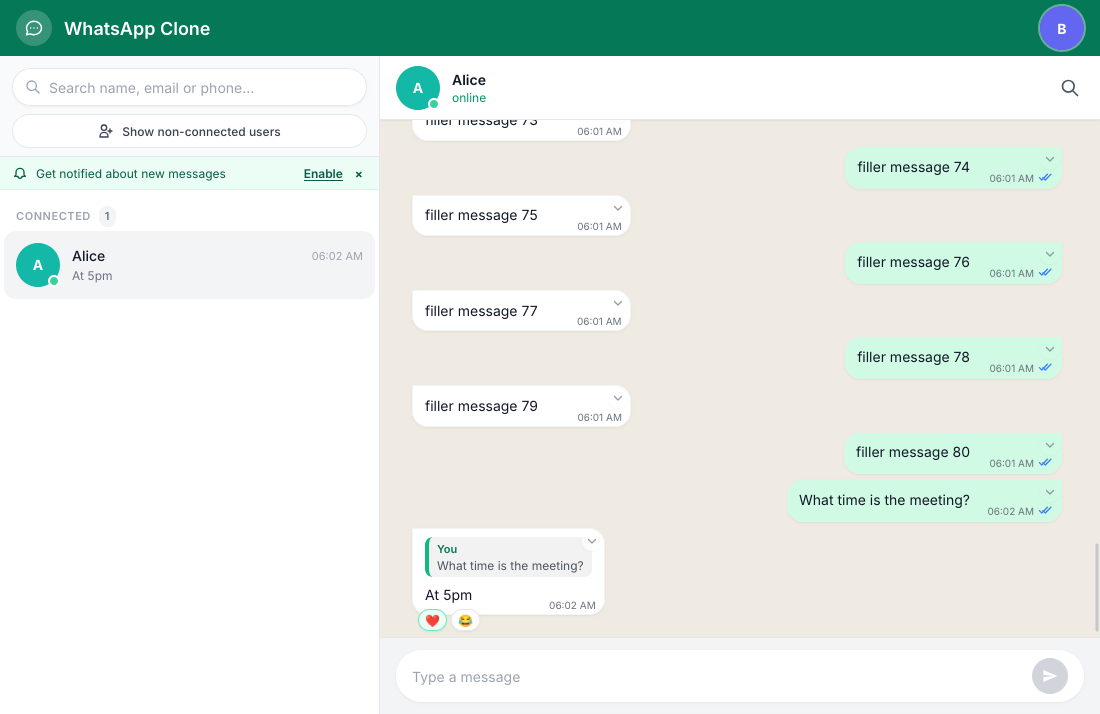 WhatsApp Clone
B
Search name, email or phone...
Show non-connected users
Get notified about new messages Enable ×
CONNECTED 1
A
Alice 06:02 AM
At 5pm
A
Alice
online
filler message 73
06:01 AM
filler message 74
06:01 AM
filler message 75
06:01 AM
filler message 76
06:01 AM
filler message 77
06:01 AM
filler message 78
06:01 AM
filler message 79
06:01 AM
filler message 80
06:01 AM
What time is the meeting?
06:02 AM
You
What time is the meeting?
At 5pm
06:02 AM
Type a message